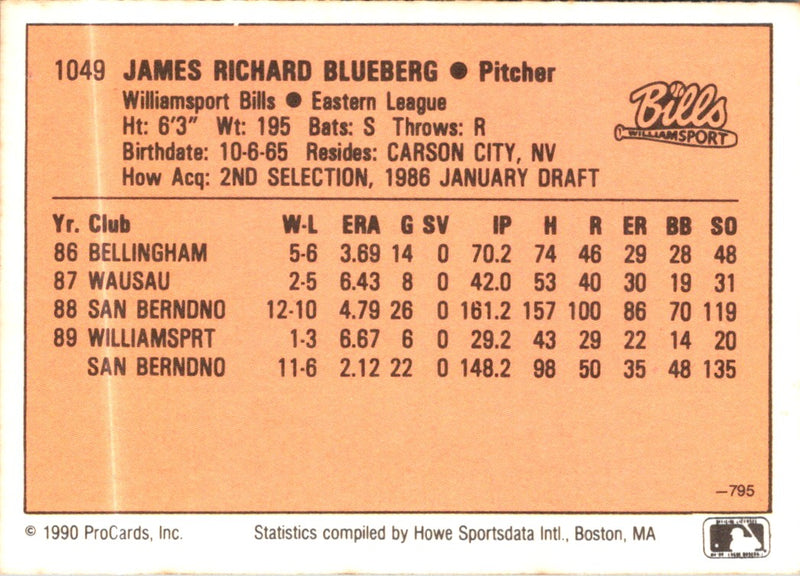 1049 JAMES RICHARD BLUEBERG ● Pitcher
Williamsport Bills ● Eastern League
Ht: 6'3" Wt: 195 Bats: S Throws: R
Birthdate: 10-6-65 Resides: CARSON CITY, NV
How Acq: 2ND SELECTION, 1986 JANUARY DRAFT
Bills
WILLIAMSPORT
Yr. Club W-L ERA G SV IP H R ER BB SO
86 BELLINGHAM 5-6 3.69 14 0 70.2 74 46 29 28 48
87 WAUSAU 2-5 6.43 8 0 42.0 53 40 30 19 31
88 SAN BERNDNO 12-10 4.79 26 0 161.2 157 100 86 70 119
89 WILLIAMSPRT 1-3 6.67 6 0 29.2 43 29 22 14 20
SAN BERNDNO 11-6 2.12 22 0 148.2 98 50 35 48 135
—795
© 1990 ProCards, Inc. Statistics compiled by Howe Sportsdata Intl., Boston, MA